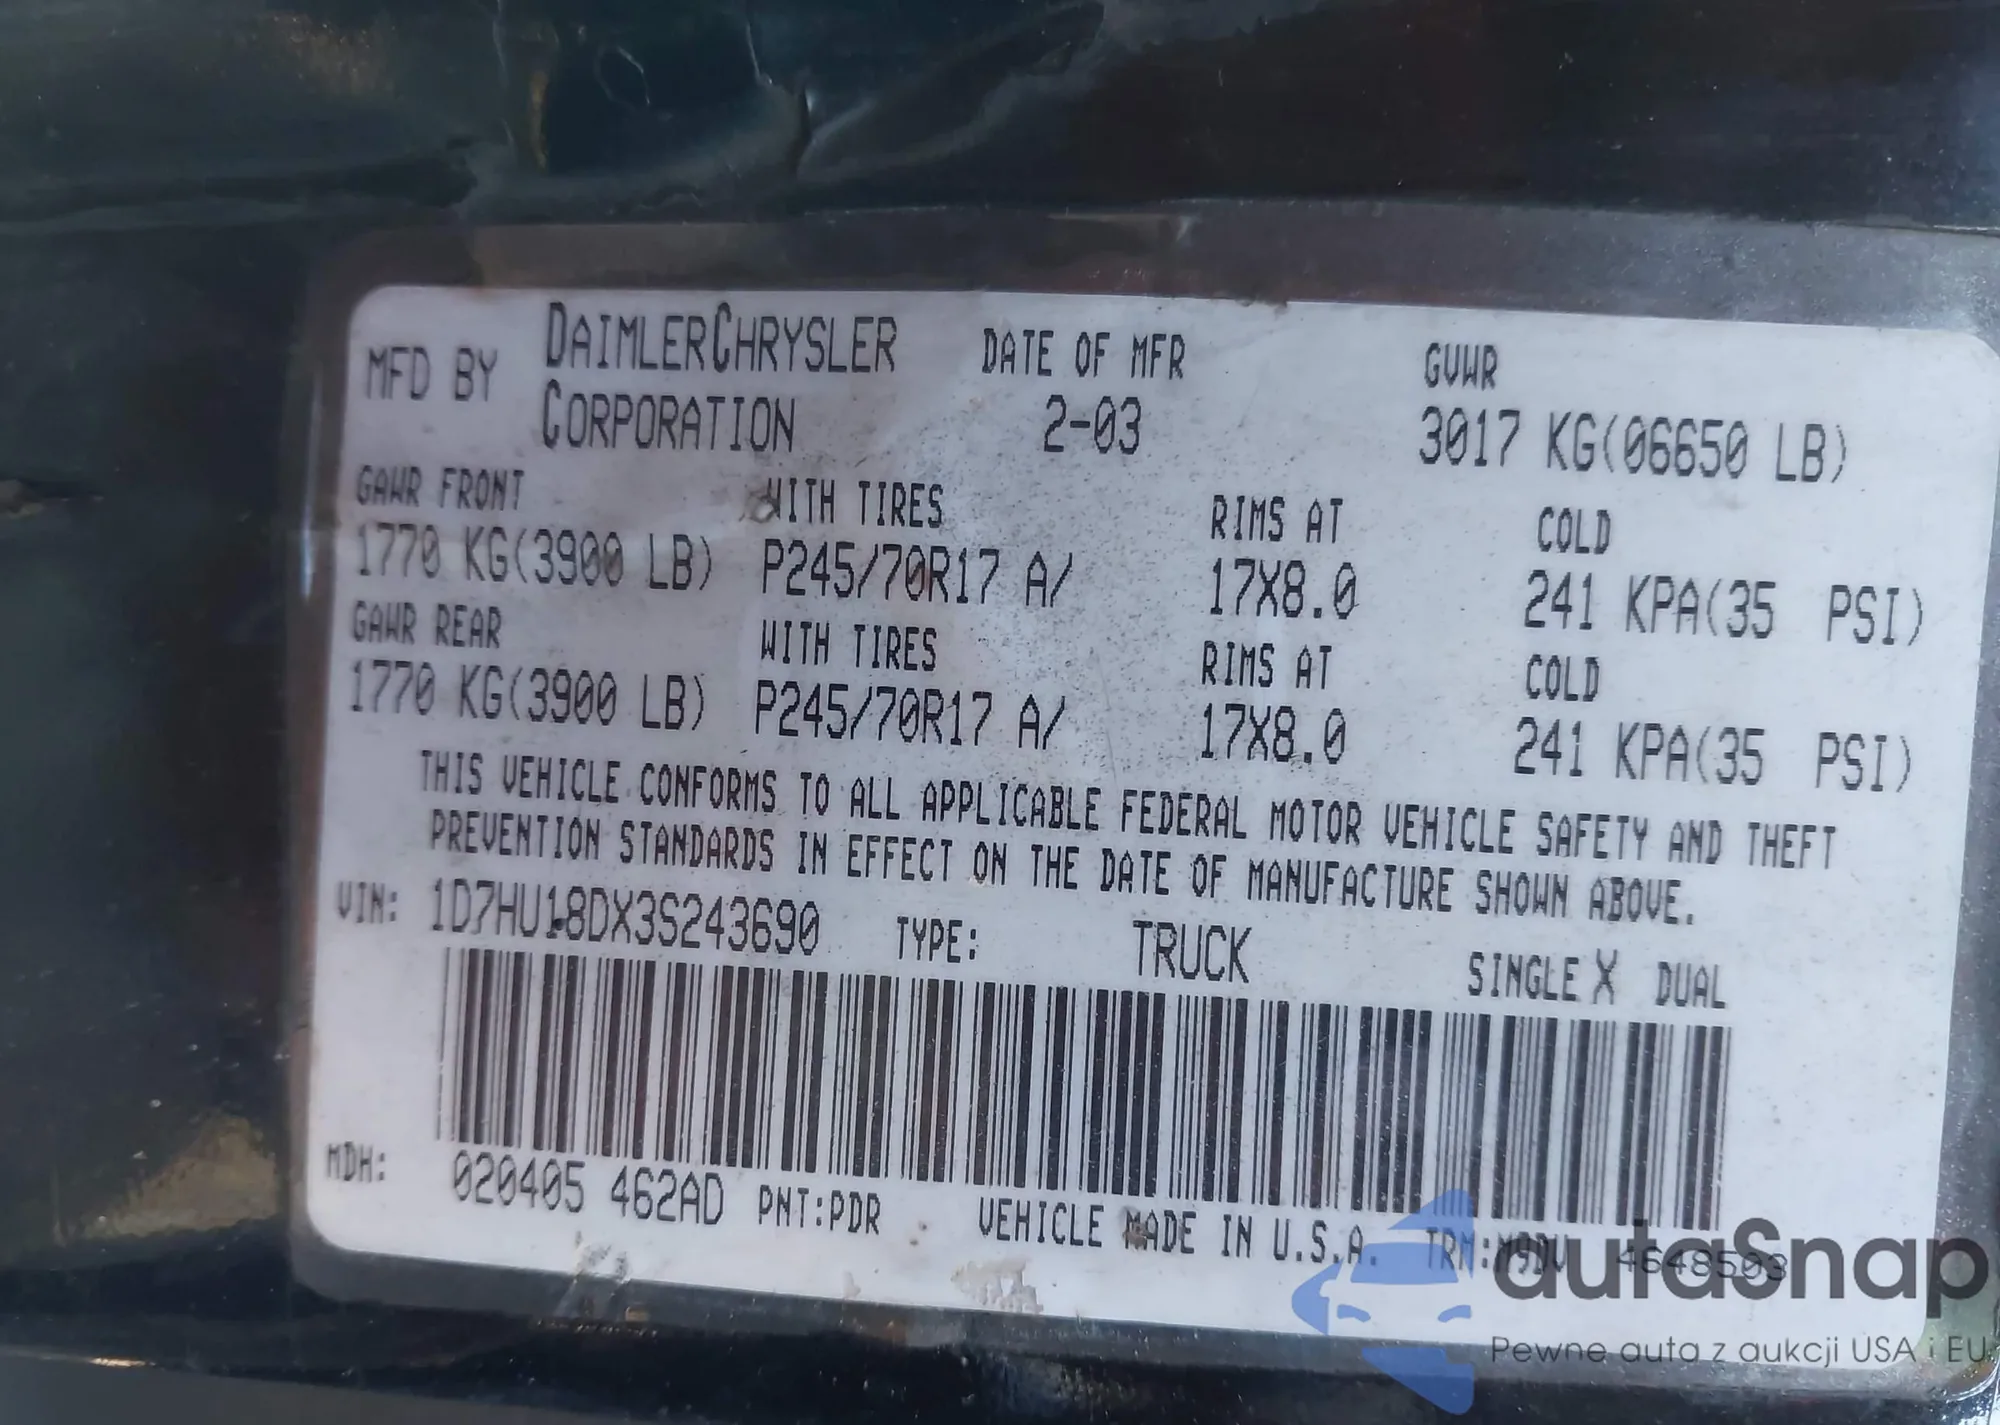 MFD BY DAIMLERCHRYSLER CORPORATION DATE OF MFR 2-03 GVWR 3017 KG(06650 LB)
GAWR FRONT WITH TIRES RIMS AT COLD
1770 KG(3900 LB) P245/70R17 A/ 17X8.0 241 KPA(35 PSI)
GAWR REAR WITH TIRES RIMS AT COLD
1770 KG(3900 LB) P245/70R17 A/ 17X8.0 241 KPA(35 PSI)
THIS VEHICLE CONFORMS TO ALL APPLICABLE FEDERAL MOTOR VEHICLE SAFETY AND THEFT
PREVENTION STANDARDS IN EFFECT ON THE DATE OF MANUFACTURE SHOWN ABOVE.
VIN: 1D7HU18DX3S243690 TYPE: TRUCK SINGLE X DUAL
MDH: 020405 462AD PNT:PDR VEHICLE MADE IN U.S.A. TRM:M9DV 4648503
autaSnap
Pewne auta z aukcji USA i EU